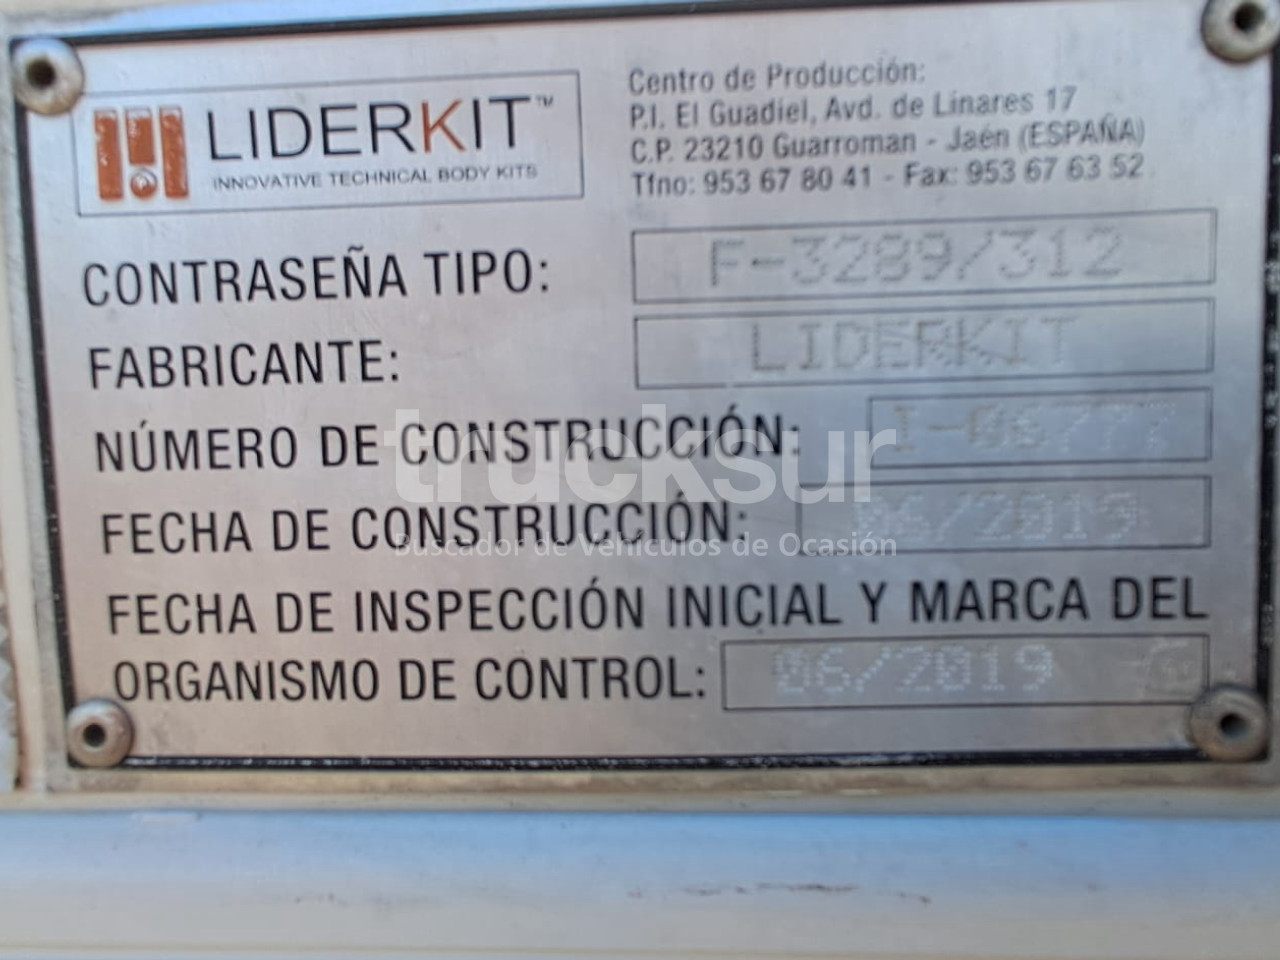 LIDERKIT™
INNOVATIVE TECHNICAL BODY KITS
Centro de Producción:
P.I. El Guadiel, Avd. de Linares 17
C.P. 23210 Guarroman - Jaén (ESPAÑA)
Tfno: 953 67 80 41 - Fax: 953 67 63 52
CONTRASEÑA TIPO: F-3289/312
FABRICANTE: LIDERKIT
NÚMERO DE CONSTRUCCIÓN:
FECHA DE CONSTRUCCIÓN: 06/2019
FECHA DE INSPECCIÓN INICIAL Y MARCA DEL
ORGANISMO DE CONTROL: 06/2019
trucksur
Buscador de Vehículos de Ocasión